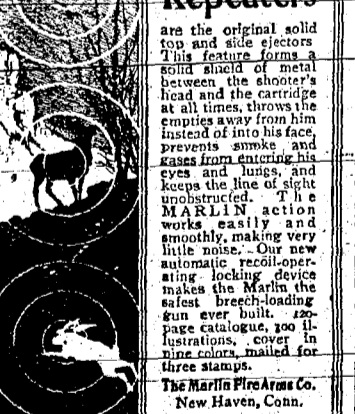 Repeaters
are the original solid
top and side ejectors
This feature forms a
solid shield of metal
between the shooter's
head and the cartridge
at all times, throws the
empties away from him
instead of into his face,
prevents smoke and
gases from entering his
eyes and lungs, and
keeps the line of sight
unobstructed. The
MARLIN action
works easily and
smoothly, making very
little noise. Our new
automatic recoil-oper-
ating locking device
makes the Marlin the
safest breech-loading
gun ever built. 120-
page catalogue, 300 il-
lustrations, cover in
nine colors, mailed for
three stamps.
The Marlin Fire Arms Co.
New Haven, Conn.